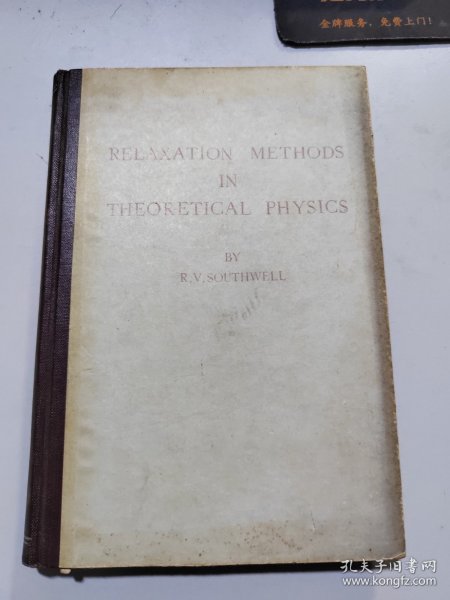 金牌服务，免费上门！
RELAXATION METHODS
IN
THEORETICAL PHYSICS
BY
R.V.SOUTHWELL
孔夫子旧书网
www.kongfz.com